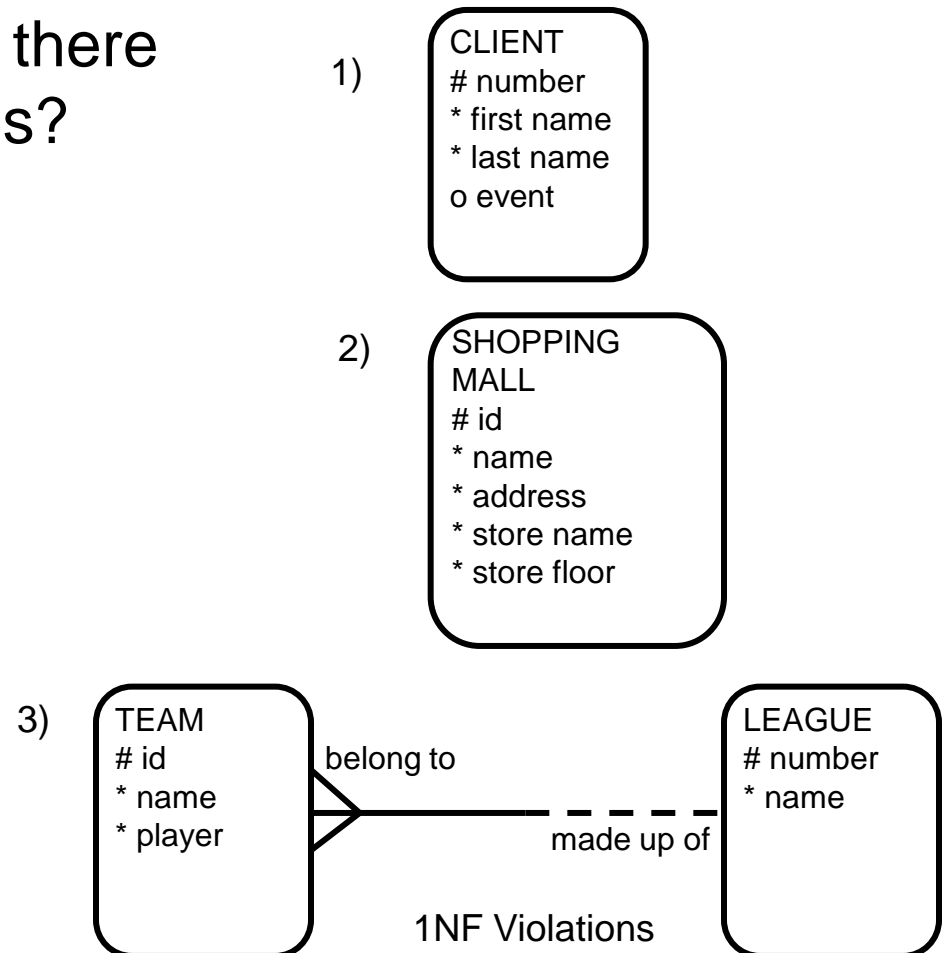 there
s?
1)
CLIENT
# number
* first name
* last name
o event
2)
SHOPPING
MALL
# id
* name
* address
* store name
* store floor
3)
TEAM
# id
* name
* player
belong to
made up of
LEAGUE
# number
* name
1NF Violations